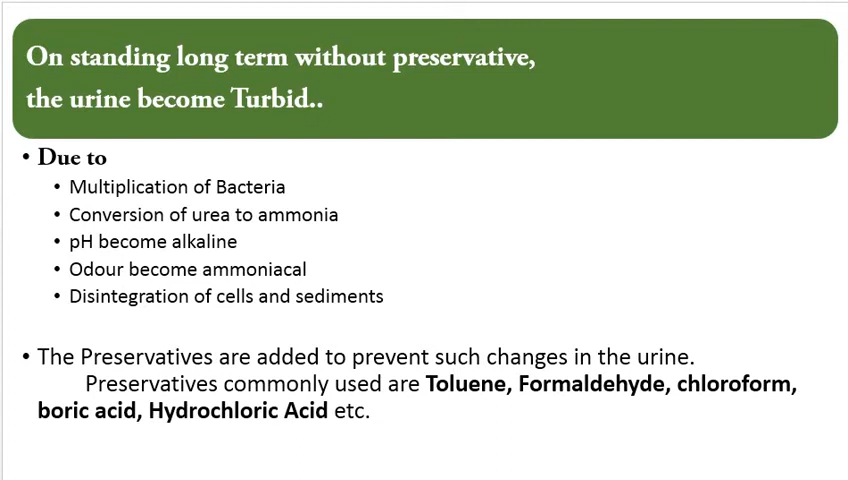 On standing long term without preservative,
the urine become Turbid..
• Due to
• Multiplication of Bacteria
• Conversion of urea to ammonia
• pH become alkaline
• Odour become ammoniacal
• Disintegration of cells and sediments
• The Preservatives are added to prevent such changes in the urine.
Preservatives commonly used are Toluene, Formaldehyde, chloroform,
boric acid, Hydrochloric Acid etc.